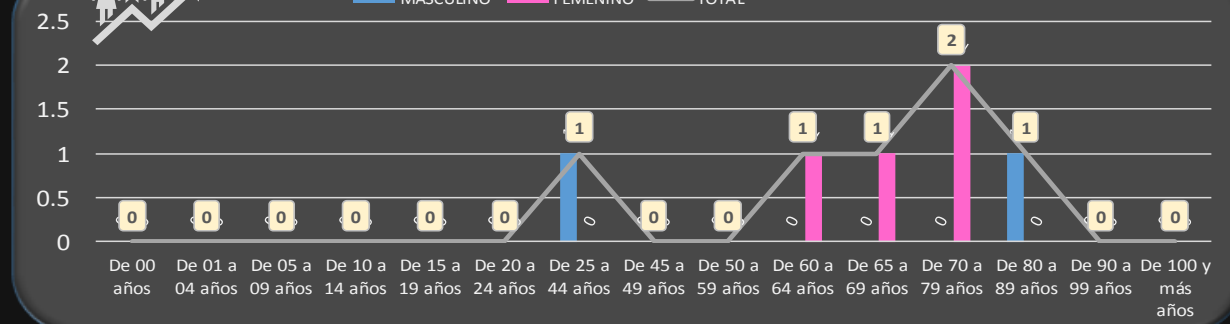 MASCULINO FEMENINO TOTAL
2.5
2
1.5
1
0.5
0
0 0 0 0 0 0 1 0 0 1 1 2 1 0 0
0 0 0 0 0
De 00 años
De 01 a 04 años
De 05 a 09 años
De 10 a 14 años
De 15 a 19 años
De 20 a 24 años
De 25 a 44 años
De 45 a 49 años
De 50 a 59 años
De 60 a 64 años
De 65 a 69 años
De 70 a 79 años
De 80 a 89 años
De 90 a 99 años
De 100 y más años